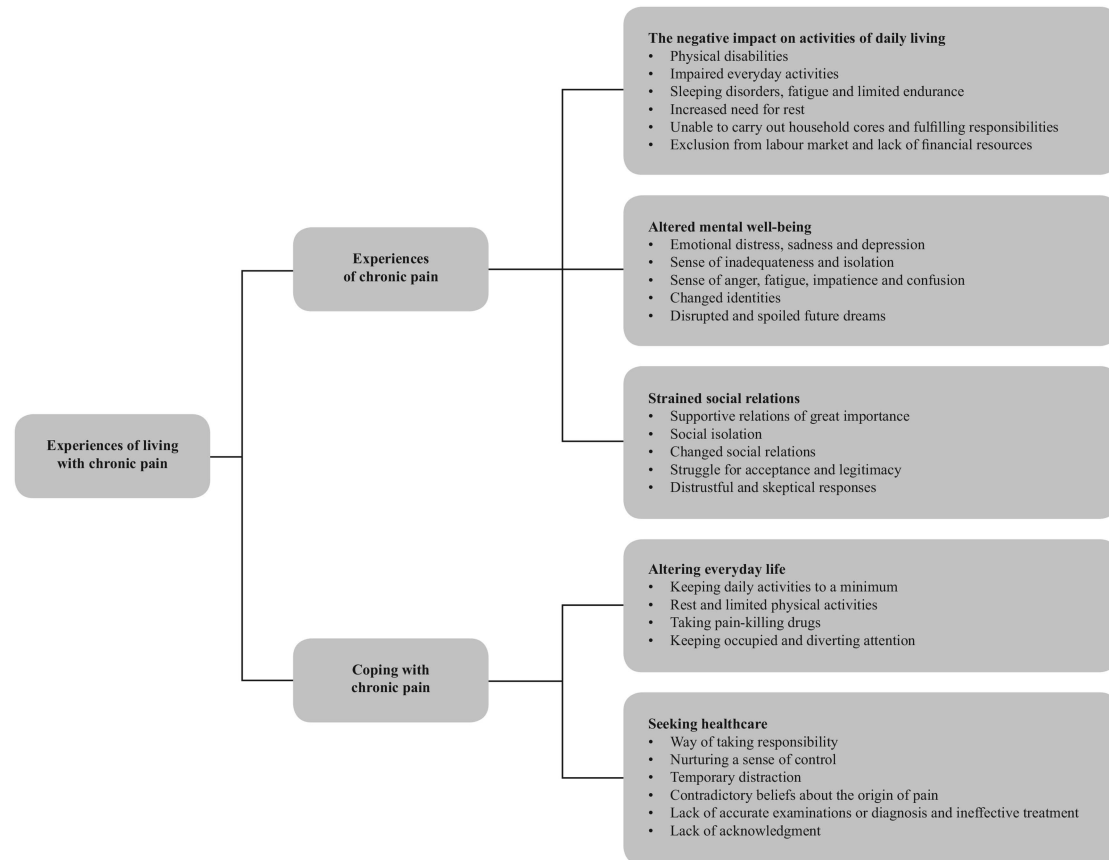 Experiences of living
with chronic pain
Experiences
of chronic pain
The negative impact on activities of daily living
• Physical disabilities
• Impaired everyday activities
• Sleeping disorders, fatigue and limited endurance
• Increased need for rest
• Unable to carry out household cores and fulfilling responsibilities
• Exclusion from labour market and lack of financial resources
Altered mental well-being
• Emotional distress, sadness and depression
• Sense of inadequateness and isolation
• Sense of anger, fatigue, impatience and confusion
• Changed identities
• Disrupted and spoiled future dreams
Strained social relations
• Supportive relations of great importance
• Social isolation
• Changed social relations
• Struggle for acceptance and legitimacy
• Distrustful and skeptical responses
Coping with
chronic pain
Altering everyday life
• Keeping daily activities to a minimum
• Rest and limited physical activities
• Taking pain-killing drugs
• Keeping occupied and diverting attention
Seeking healthcare
• Way of taking responsibility
• Nurturing a sense of control
• Temporary distraction
• Contradictory beliefs about the origin of pain
• Lack of accurate examinations or diagnosis and ineffective treatment
• Lack of acknowledgment